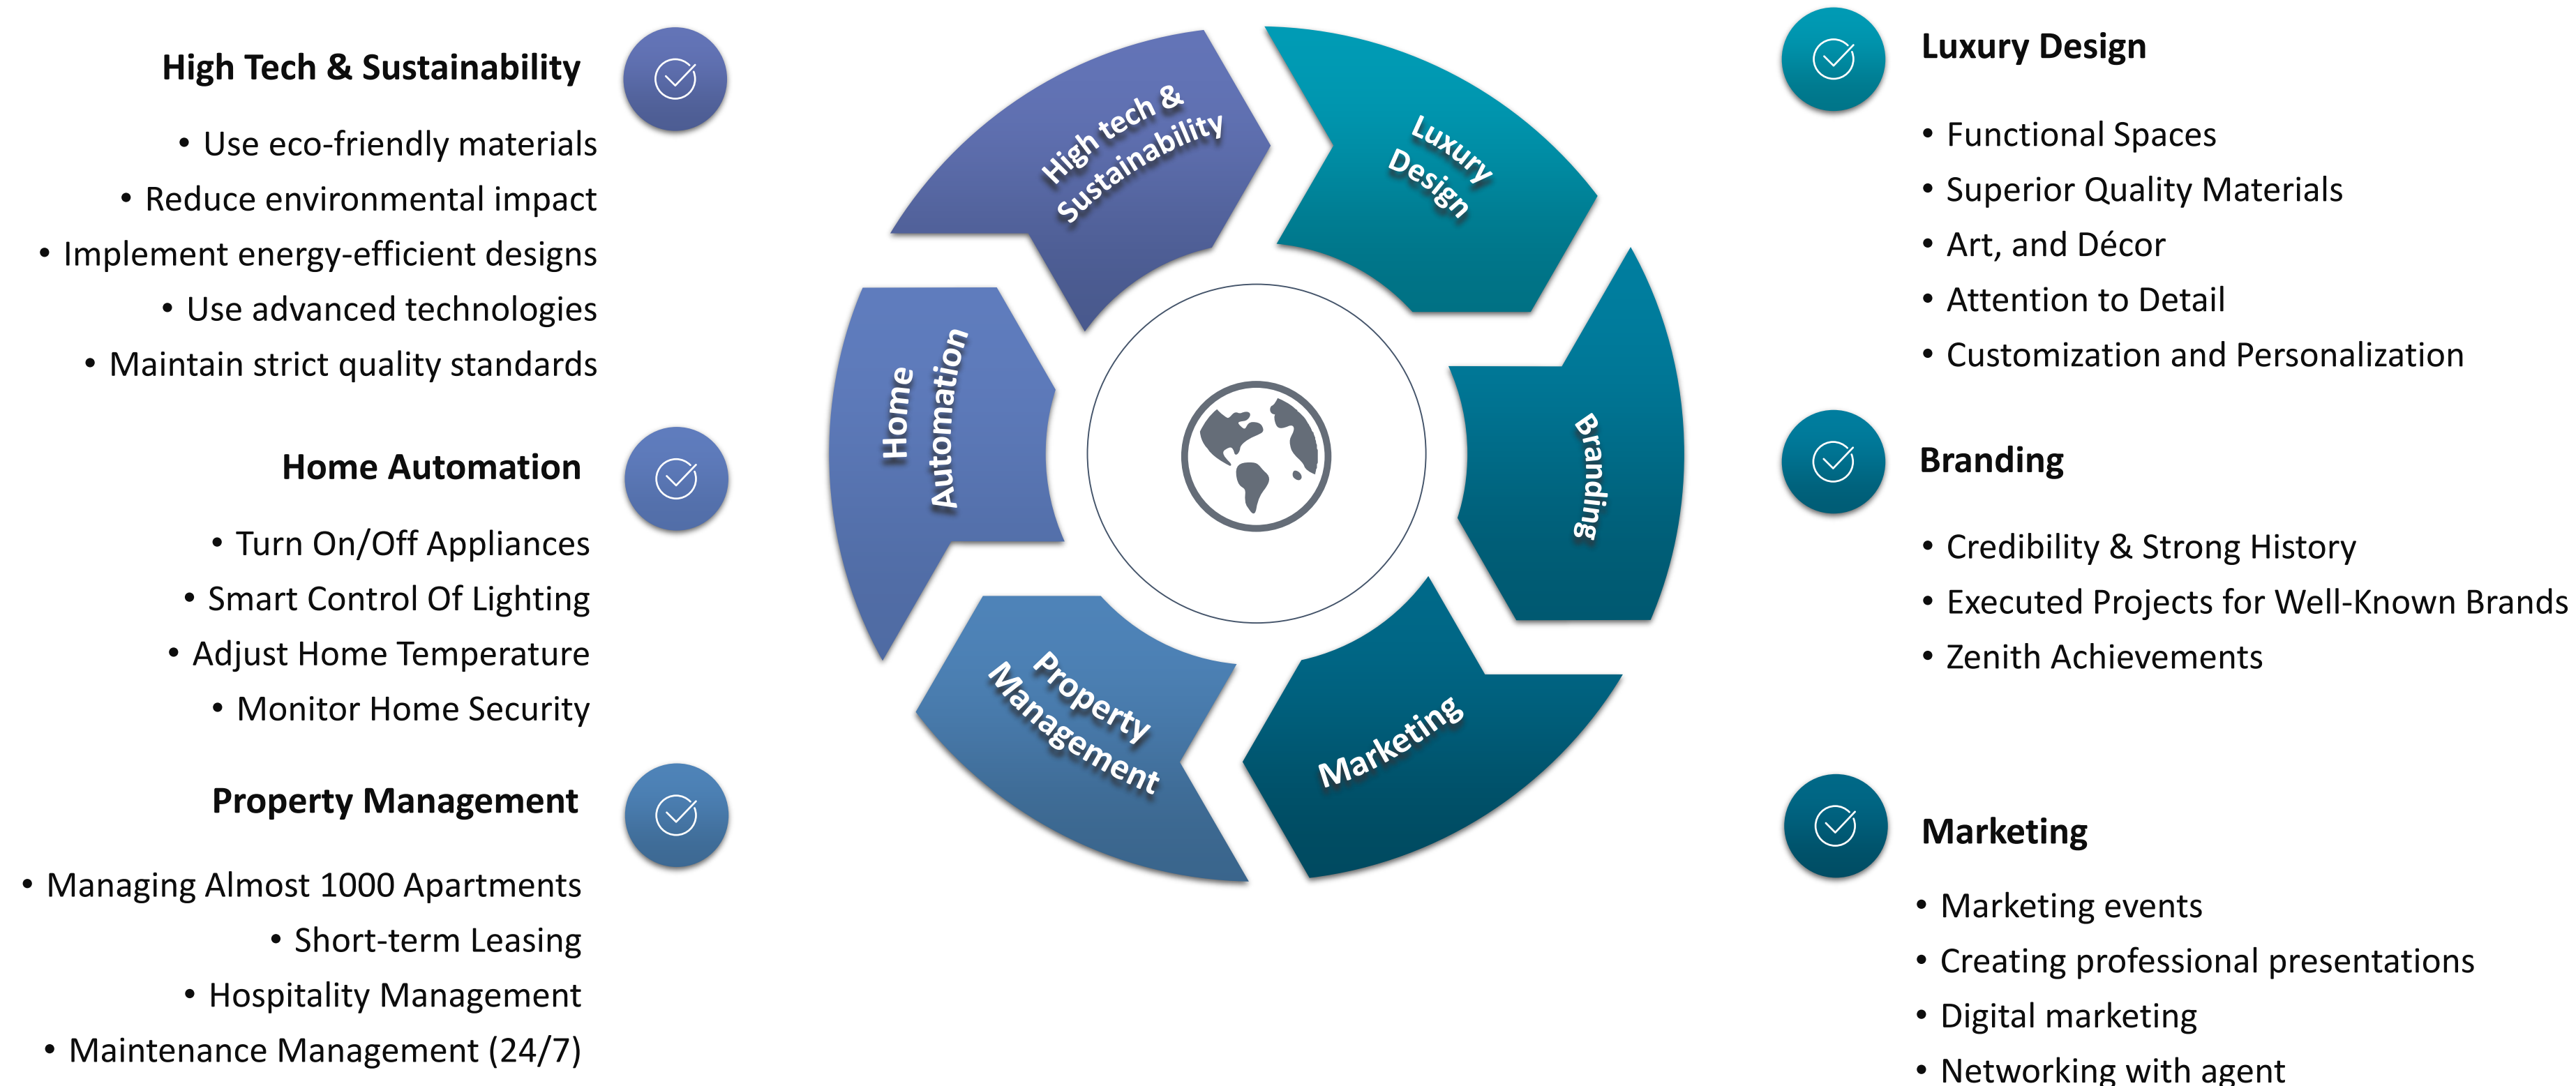 High Tech & Sustainability
• Use eco-friendly materials
• Reduce environmental impact
• Implement energy-efficient designs
• Use advanced technologies
• Maintain strict quality standards
Home Automation
• Turn On/Off Appliances
• Smart Control Of Lighting
• Adjust Home Temperature
• Monitor Home Security
Property Management
• Managing Almost 1000 Apartments
• Short-term Leasing
• Hospitality Management
• Maintenance Management (24/7)
High tech &
Sustainability
Luxury
Design
Branding
Marketing
Property
Management
Home
Automation
Luxury Design
• Functional Spaces
• Superior Quality Materials
• Art, and Décor
• Attention to Detail
• Customization and Personalization
Branding
• Credibility & Strong History
• Executed Projects for Well-Known Brands
• Zenith Achievements
Marketing
• Marketing events
• Creating professional presentations
• Digital marketing
• Networking with agent